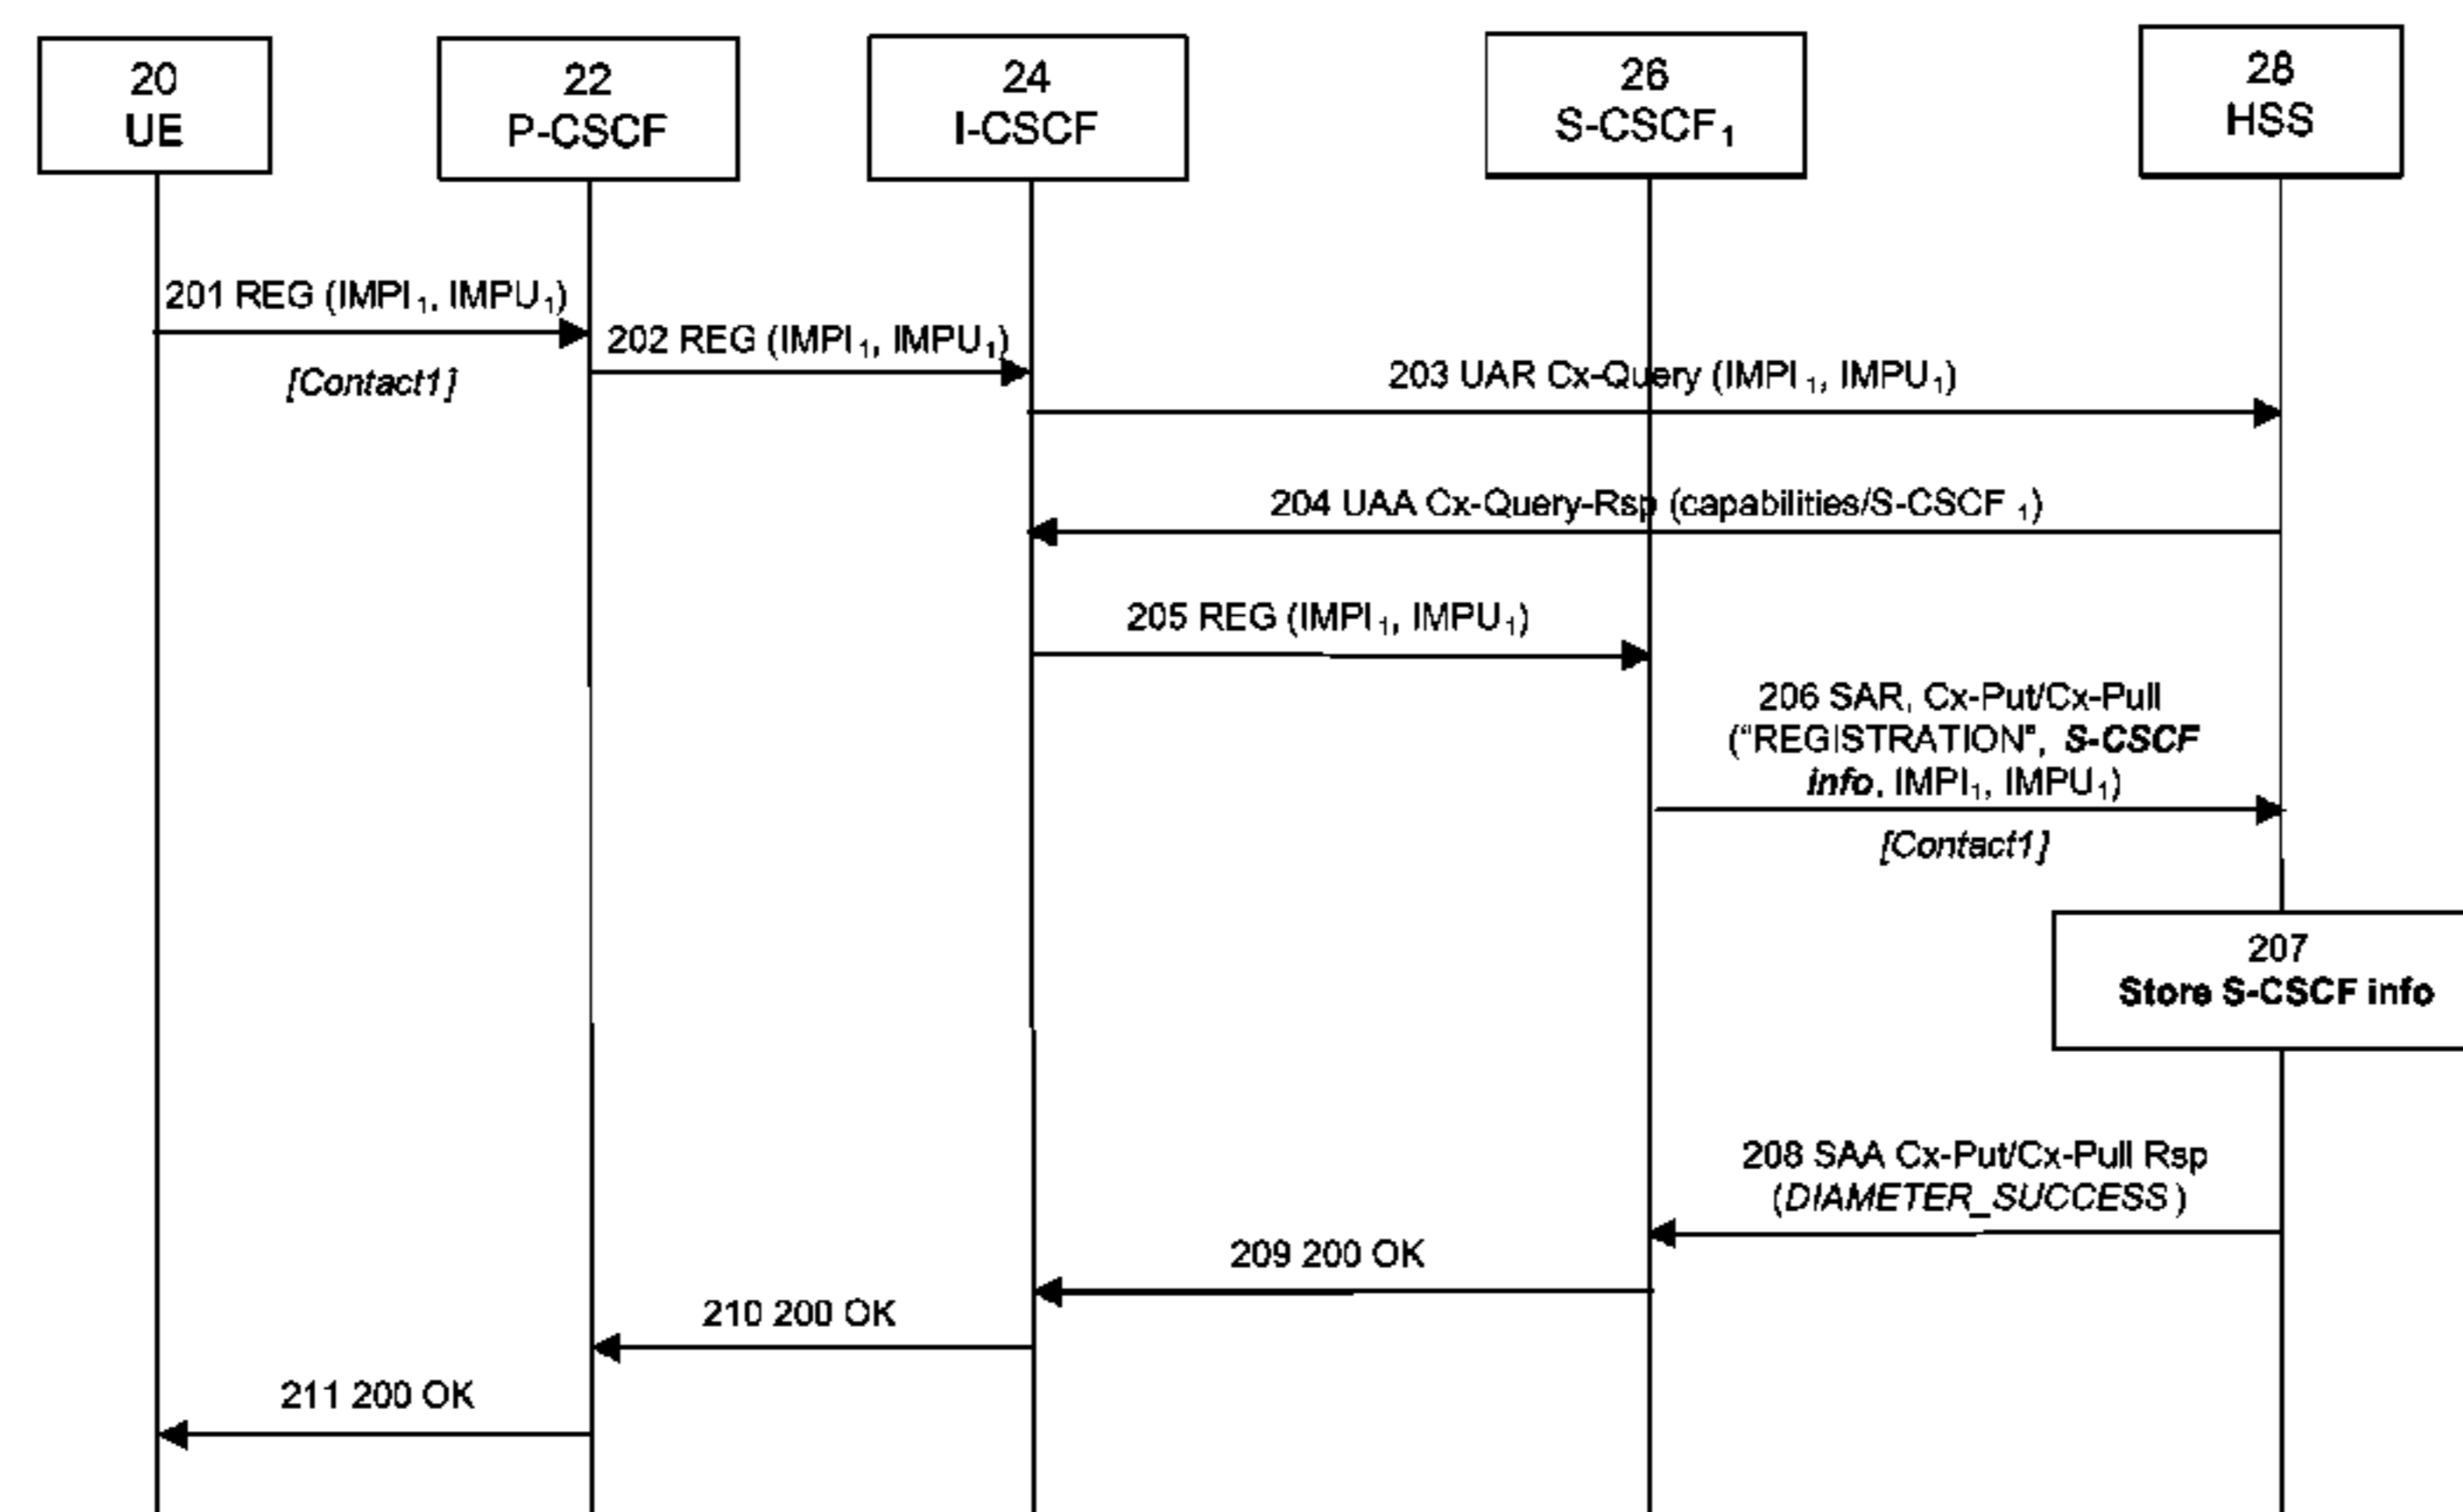 20
UE
22
P-CSCF
24
I-CSCF
26
S-CSCF₁
28
HSS
201 REG (IMPI₁, IMPU₁)
[Contact1]
202 REG (IMPI₁, IMPU₁)
203 UAR Cx-Query (IMPI₁, IMPU₁)
204 UAA Cx-Query-Rsp (capabilities/S-CSCF ₁)
205 REG (IMPI₁, IMPU₁)
206 SAR, Cx-Put/Cx-Pull
("REGISTRATION", S-CSCF
info, IMPI₁, IMPU₁)
[Contact1]
207
Store S-CSCF info
208 SAA Cx-Put/Cx-Pull Rsp
(DIAMETER_SUCCESS)
209 200 OK
210 200 OK
211 200 OK